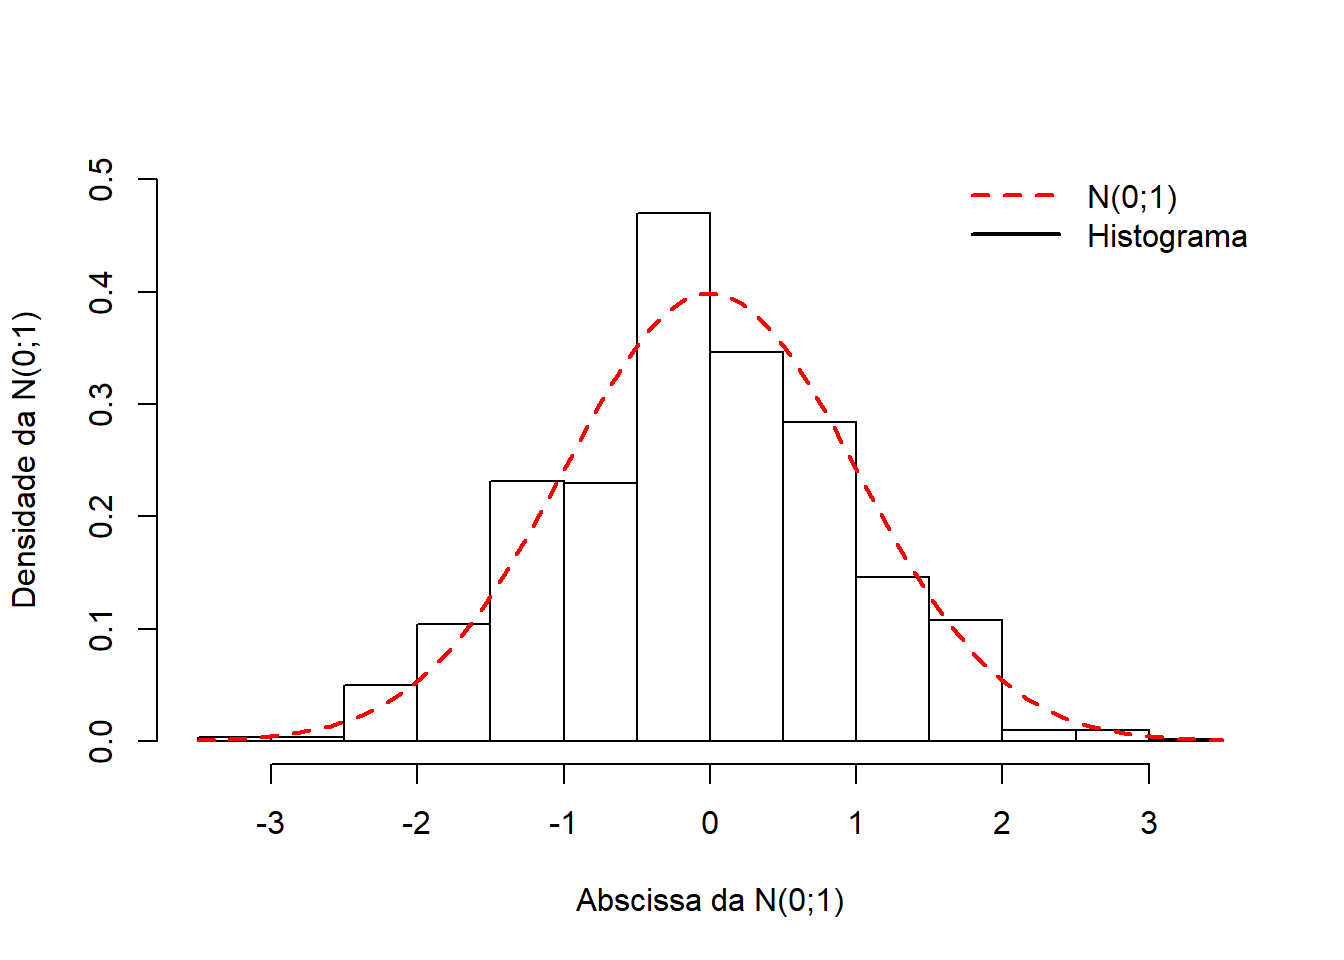 N(0;1)
Histograma
Densidade da N(0;1)
0.5
0.4
0.3
0.2
0.1
0.0
-3 -2 -1 0 1 2 3
Abscissa da N(0;1)